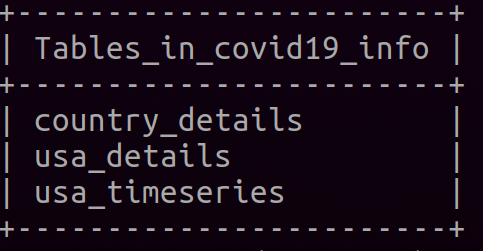 +-------------------------+
| Tables_in_covid19_info |
+-------------------------+
| country_details |
| usa_details |
| usa_timeseries |
+-------------------------+